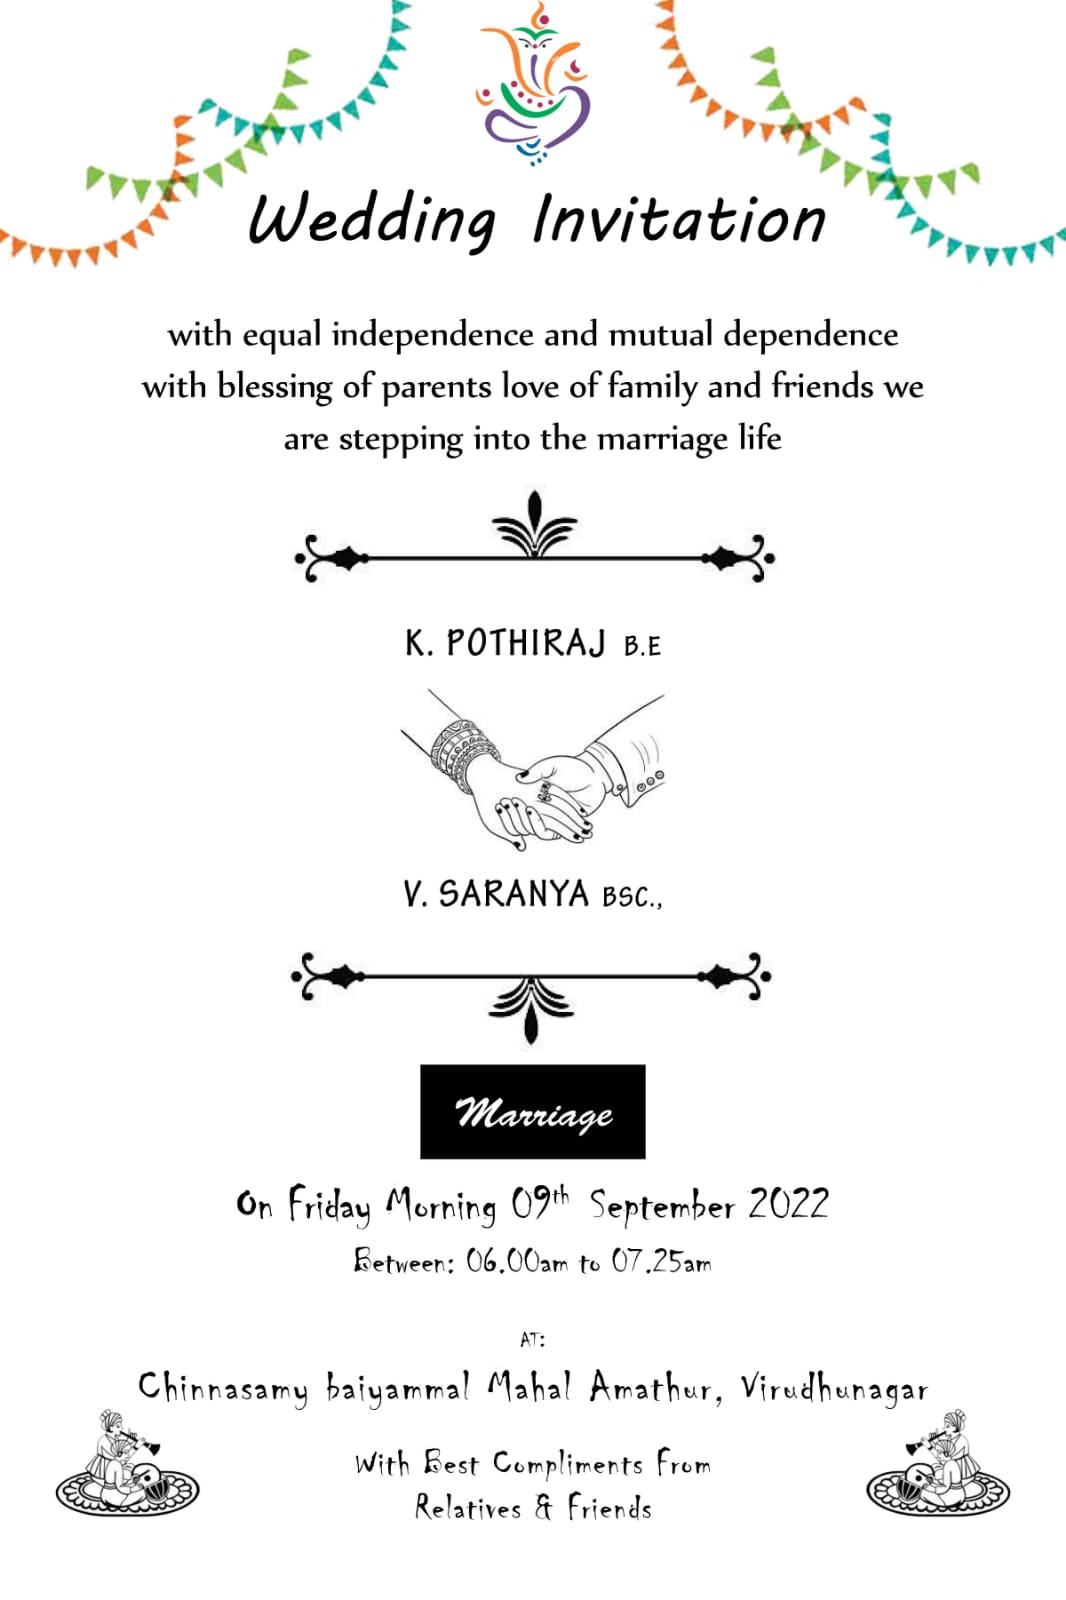 Wedding Invitation
with equal independence and mutual dependence
with blessing of parents love of family and friends we
are stepping into the marriage life
K. POTHIRAJ B.E
V. SARANYA BSC.,
Marriage
On Friday Morning 09th September 2022
Between: 06.00am to 07.25am
AT:
Chinnasamy baiyammal Mahal Amathur, Virudhunagar
With Best Compliments From
Relatives & Friends